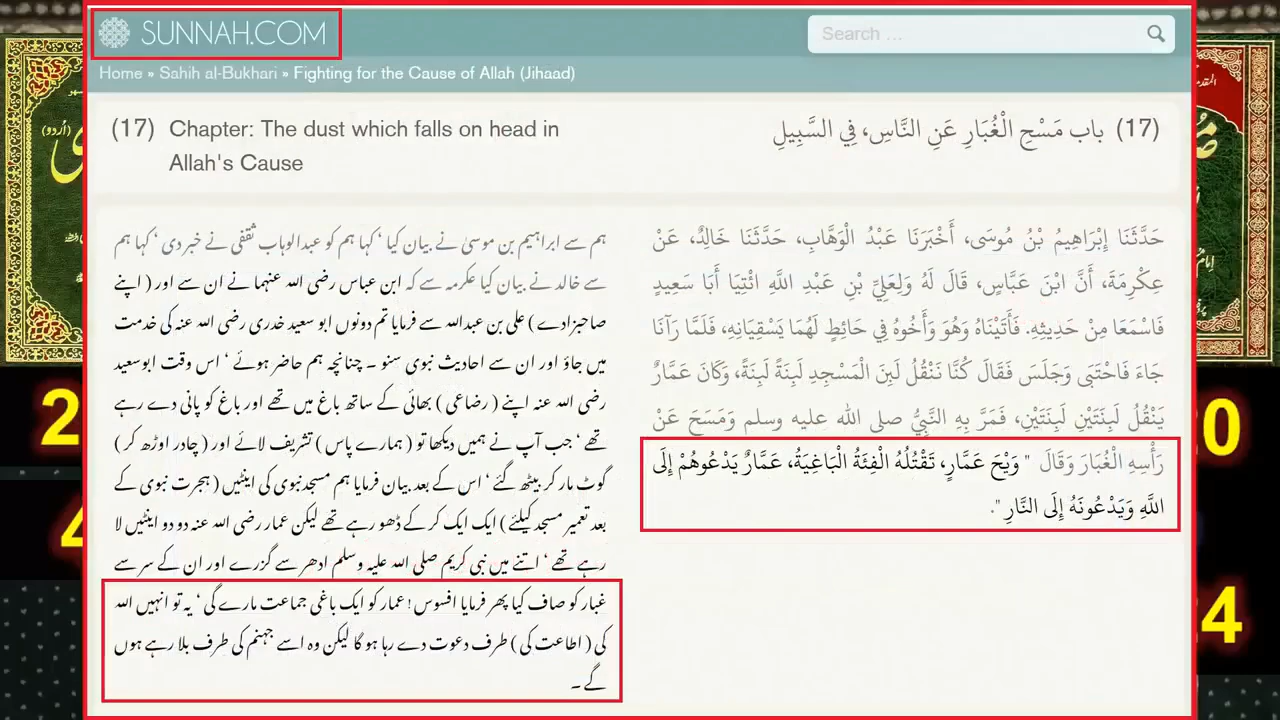 SUNNAH.COM
Search ...
Home » Sahih al-Bukhari » Fighting for the Cause of Allah (Jihaad)
(17) Chapter: The dust which falls on head in
Allah's Cause
(17) باب مَسْحِ الْغُبَارِ عَنِ النَّاسِ، فِي السَّبِيلِ
ہم سے ابراہیم بن موسیٰ نے بیان کیا ‘ کہا ہم کو عبدالوہاب ثقفی نے خبر دی ‘ کہا ہم
سے خالد نے بیان کیا عکرمہ سے کہ ابن عباس رضی اللہ عنہما نے ان سے اور ( اپنے
صاحبزادے ) علی بن عبداللہ سے فرمایا تم دونوں ابو سعید خدری رضی اللہ عنہ کی خدمت
میں جاؤ اور ان سے احادیث نبوی سنو ۔ چنانچہ ہم حاضر ہوئے ‘ اس وقت ابوسعید
رضی اللہ عنہ اپنے ( رضاعی ) بھائی کے ساتھ باغ میں تھے اور باغ کو پانی دے رہے
تھے ‘ جب آپ نے ہمیں دیکھا تو ( ہمارے پاس ) تشریف لائے اور ( چادر اوڑھ کر )
گوٹ مار کر بیٹھ گئے ‘ اس کے بعد بیان فرمایا ہم مسجد نبوی کی اینٹیں ( ہجرت نبوی کے
بعد تعمیر مسجد کیلئے ) ایک ایک کر کے ڈھو رہے تھے لیکن عمار رضی اللہ عنہ دو دو اینٹیں لا
رہے تھے ‘ اتنے میں نبی کریم صلی اللہ علیہ وسلم ادھر سے گزرے اور ان کے سر سے
غبار کو صاف کیا پھر فرمایا افسوس ! عمار کو ایک باغی جماعت مارے گی ‘ یہ تو انہیں اللہ
کی ( اطاعت کی ) طرف دعوت دے رہا ہو گا لیکن وہ اسے جہنم کی طرف بلا رہے ہوں
گے ۔
حَدَّثَنَا إِبْرَاهِيمُ بْنُ مُوسَى، أَخْبَرَنَا عَبْدُ الْوَهَّابِ، حَدَّثَنَا خَالِدٌ، عَنْ
عِكْرِمَةَ، أَنَّ ابْنَ عَبَّاسٍ، قَالَ لَهُ وَلِعَلِيِّ بْنِ عَبْدِ اللَّهِ ائْتِيَا أَبَا سَعِيدٍ
فَاسْمَعَا مِنْ حَدِيثِهِ. فَأَتَيْنَاهُ وَهُوَ وَأَخُوهُ فِي حَائِطٍ لَهُمَا يَسْقِيَانِهِ، فَلَمَّا رَآنَا
جَاءَ فَاحْتَبَى وَجَلَسَ فَقَالَ كُنَّا نَنْقُلُ لَبِنَ الْمَسْجِدِ لَبِنَةً لَبِنَةً، وَكَانَ عَمَّارٌ
يَنْقُلُ لَبِنَتَيْنِ لَبِنَتَيْنِ، فَمَرَّ بِهِ النَّبِيُّ صلى الله عليه وسلم وَمَسَحَ عَنْ
رَأْسِهِ الْغُبَارَ وَقَالَ " وَيْحَ عَمَّارٍ، تَقْتُلُهُ الْفِئَةُ الْبَاغِيَةُ، عَمَّارٌ يَدْعُوهُمْ إِلَى
اللَّهِ وَيَدْعُونَهُ إِلَى النَّارِ ".
2
4
0
4